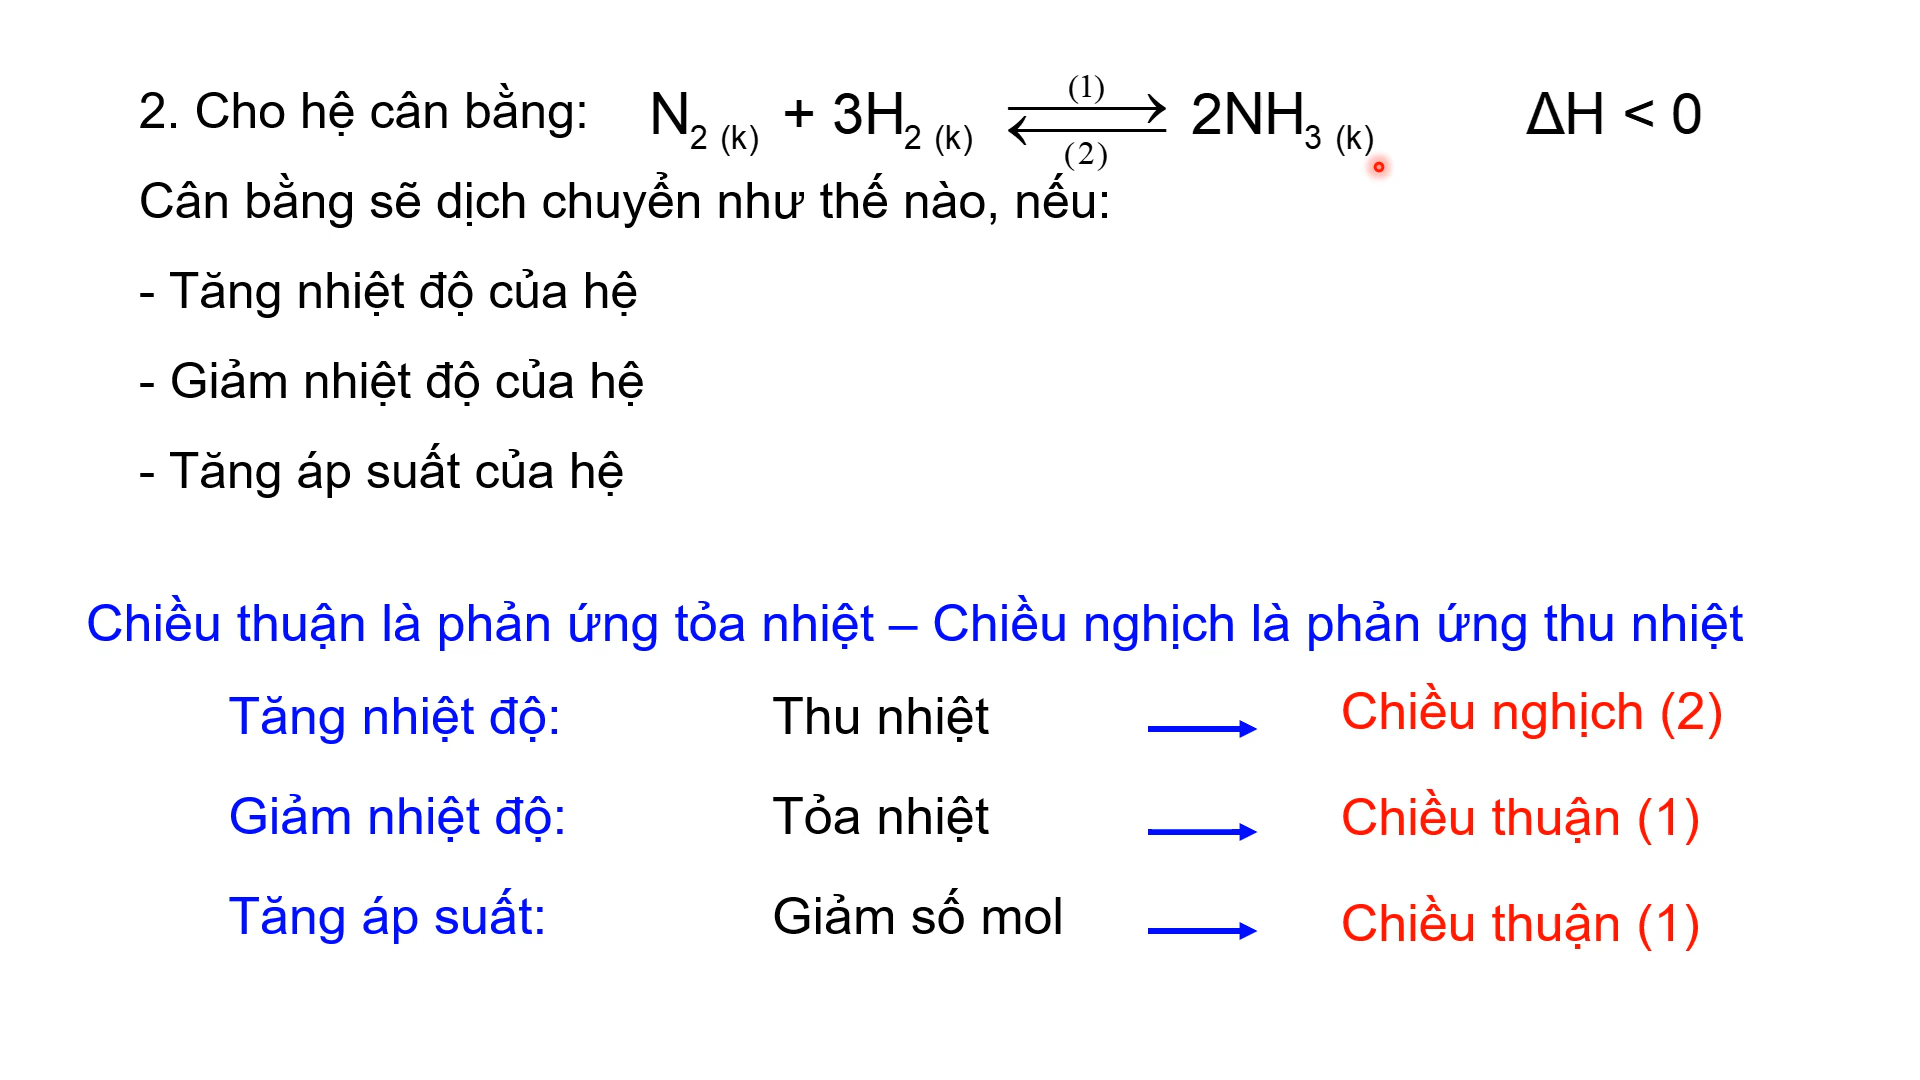 2. Cho hệ cân bằng: N2 (k) + 3H2 (k) (1) ⇄ (2) 2NH3 (k) ΔH < 0
Cân bằng sẽ dịch chuyển như thế nào, nếu:
- Tăng nhiệt độ của hệ
- Giảm nhiệt độ của hệ
- Tăng áp suất của hệ
Chiều thuận là phản ứng tỏa nhiệt – Chiều nghịch là phản ứng thu nhiệt
Tăng nhiệt độ: Thu nhiệt → Chiều nghịch (2)
Giảm nhiệt độ: Tỏa nhiệt → Chiều thuận (1)
Tăng áp suất: Giảm số mol → Chiều thuận (1)